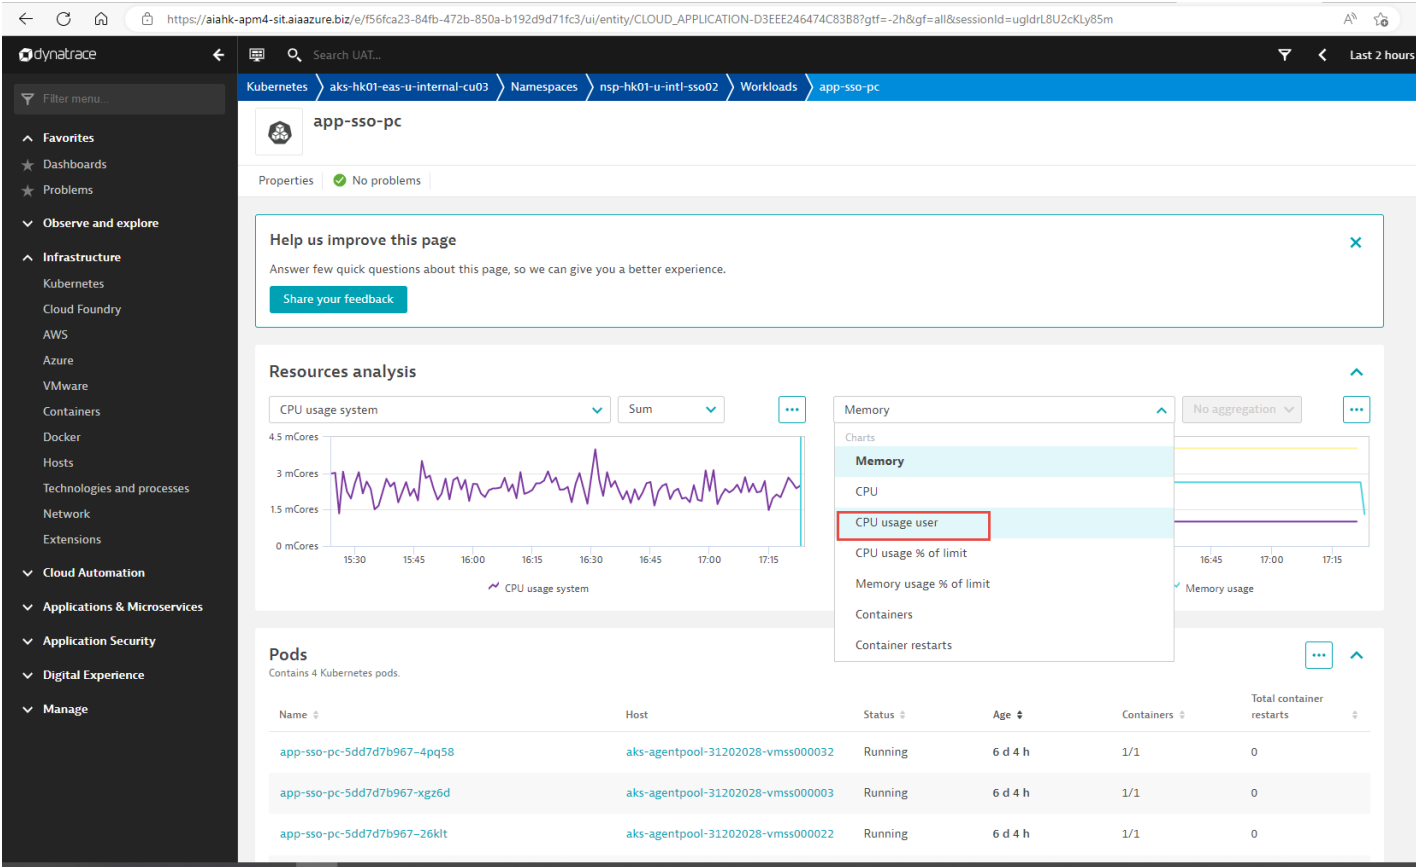 https://aiahk-apm4-sit.aiaazure.biz/e/f56fca23-84fb-472b-850a-b192d9d71fc3/ui/entity/CLOUD_APPLICATION-D3EEE246474C83B8?gtf=-2h&gf=all&sessionId=ugldrL8U2cKLy85m
dynatrace
Search UAT...
Last 2 hours
Filter menu...
Kubernetes
aks-hk01-eas-u-internal-cu03
Namespaces
nsp-hk01-u-intl-sso02
Workloads
app-sso-pc
app-sso-pc
Properties
No problems
Favorites
Dashboards
Problems
Observe and explore
Infrastructure
Kubernetes
Cloud Foundry
AWS
Azure
VMware
Containers
Docker
Hosts
Technologies and processes
Network
Extensions
Cloud Automation
Applications & Microservices
Application Security
Digital Experience
Manage
Help us improve this page
Answer few quick questions about this page, so we can give you a better experience.
Share your feedback
Resources analysis
CPU usage system
Sum
4.5 mCores
3 mCores
1.5 mCores
0 mCores
15:30 15:45 16:00 16:15 16:30 16:45 17:00 17:15
CPU usage system
Memory
No aggregation
Charts
Memory
CPU
CPU usage user
CPU usage % of limit
Memory usage % of limit
Containers
Container restarts
16:45 17:00 17:15
Memory usage
Pods
Contains 4 Kubernetes pods.
Name Host Status Age Containers Total container restarts
app-sso-pc-5dd7d7b967-4pq58 aks-agentpool-31202028-vmss000032 Running 6 d 4 h 1/1 0
app-sso-pc-5dd7d7b967-xgz6d aks-agentpool-31202028-vmss000003 Running 6 d 4 h 1/1 0
app-sso-pc-5dd7d7b967-26klt aks-agentpool-31202028-vmss000022 Running 6 d 4 h 1/1 0